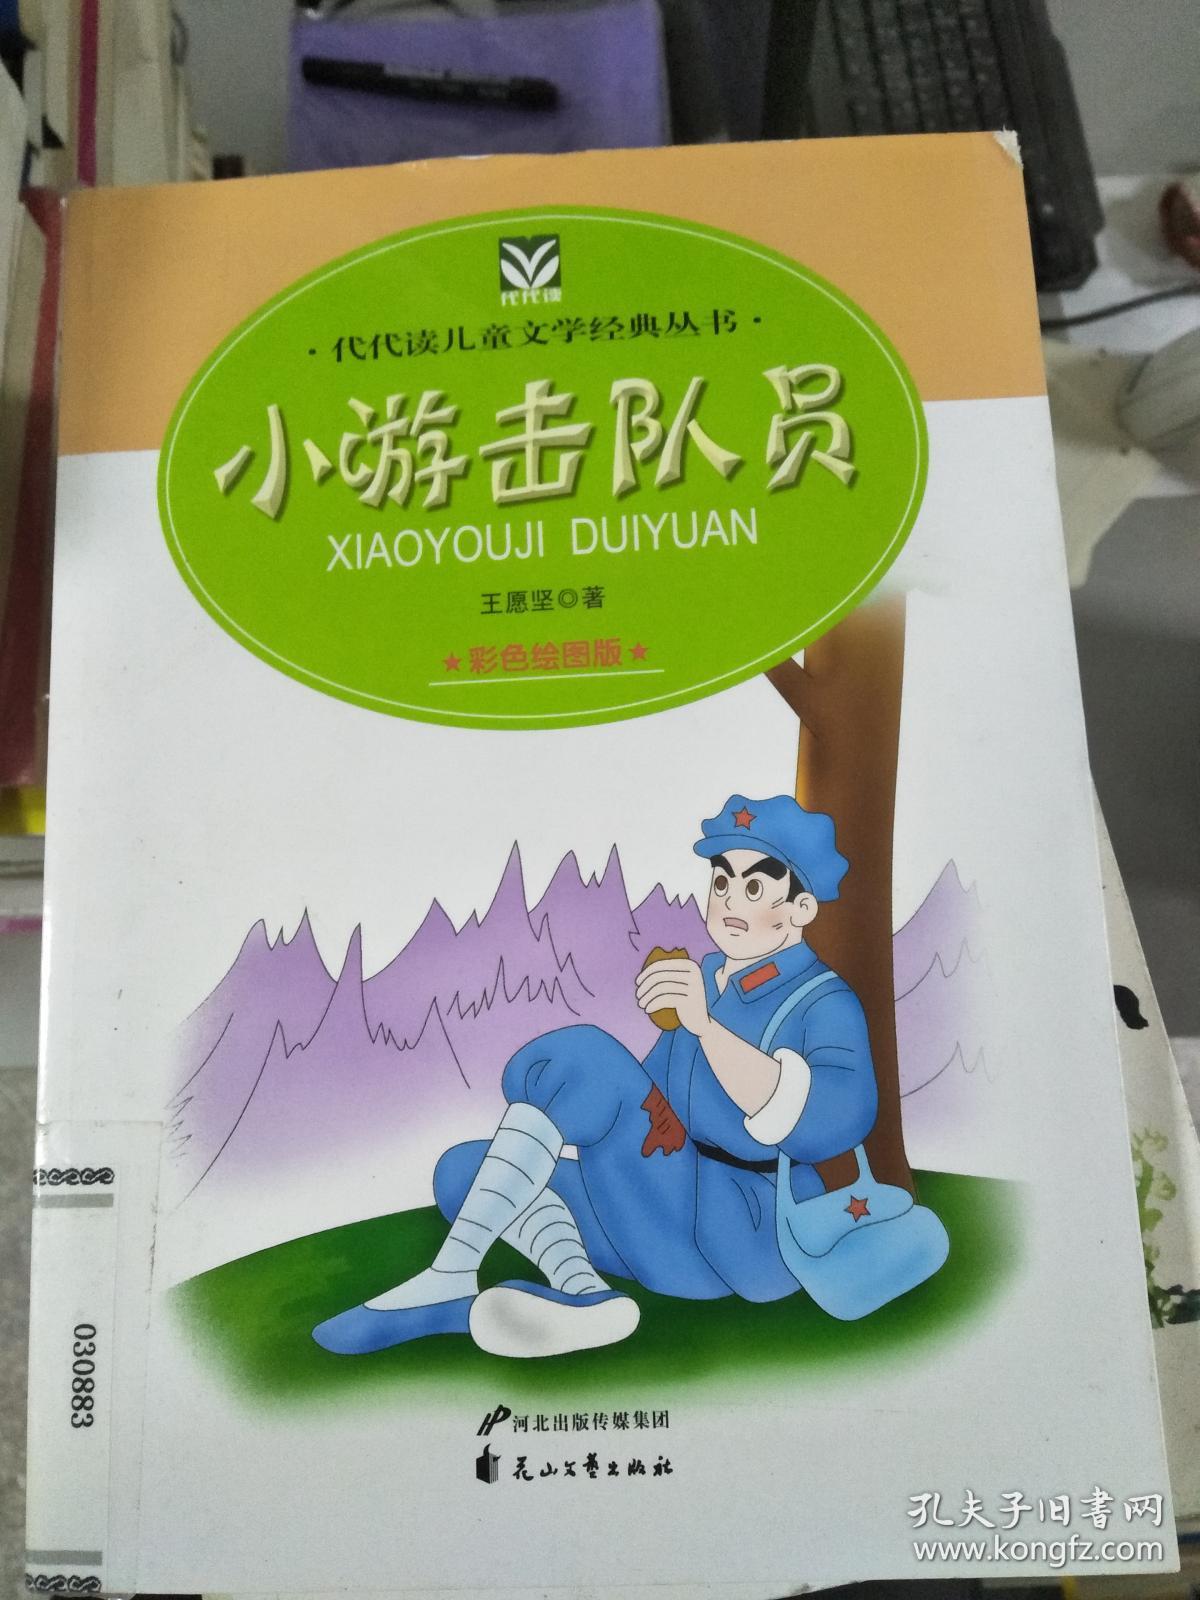 代代读
·代代读儿童文学经典丛书·
小游击队员
XIAOYOUJI DUIYUAN
王愿坚◎著
★彩色绘图版★
030883
HP 河北出版传媒集团
花山文艺出版社
孔夫子旧书网
www.kongfz.com